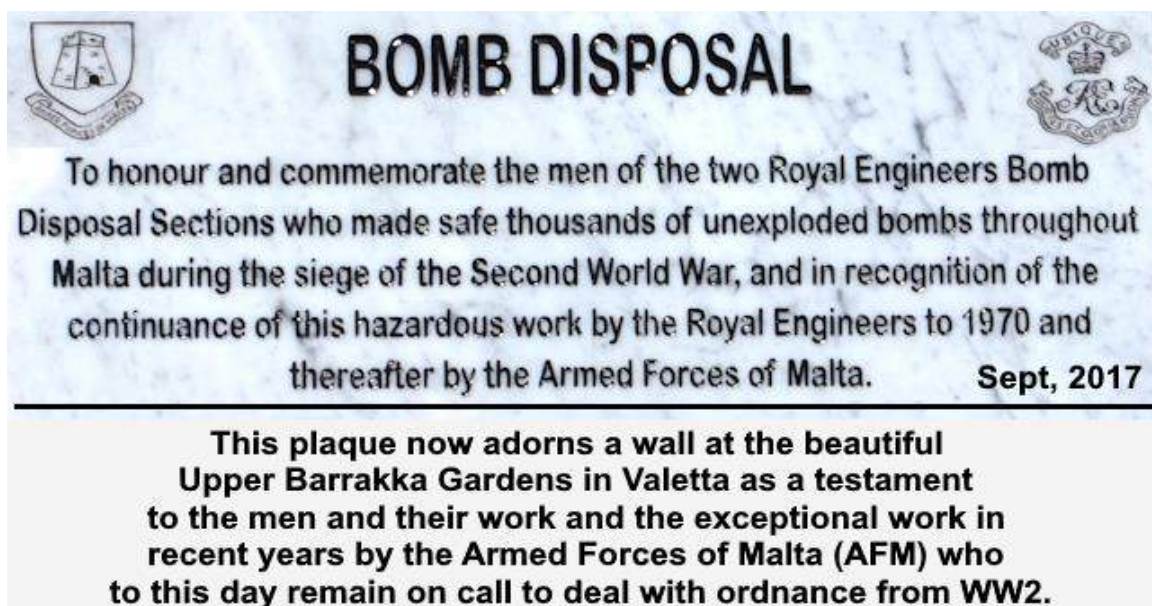 BOMB DISPOSAL
UBIQUE
To honour and commemorate the men of the two Royal Engineers Bomb
Disposal Sections who made safe thousands of unexploded bombs throughout
Malta during the siege of the Second World War, and in recognition of the
continuance of this hazardous work by the Royal Engineers to 1970 and
thereafter by the Armed Forces of Malta.
Sept, 2017
This plaque now adorns a wall at the beautiful
Upper Barrakka Gardens in Valetta as a testament
to the men and their work and the exceptional work in
recent years by the Armed Forces of Malta (AFM) who
to this day remain on call to deal with ordnance from WW2.